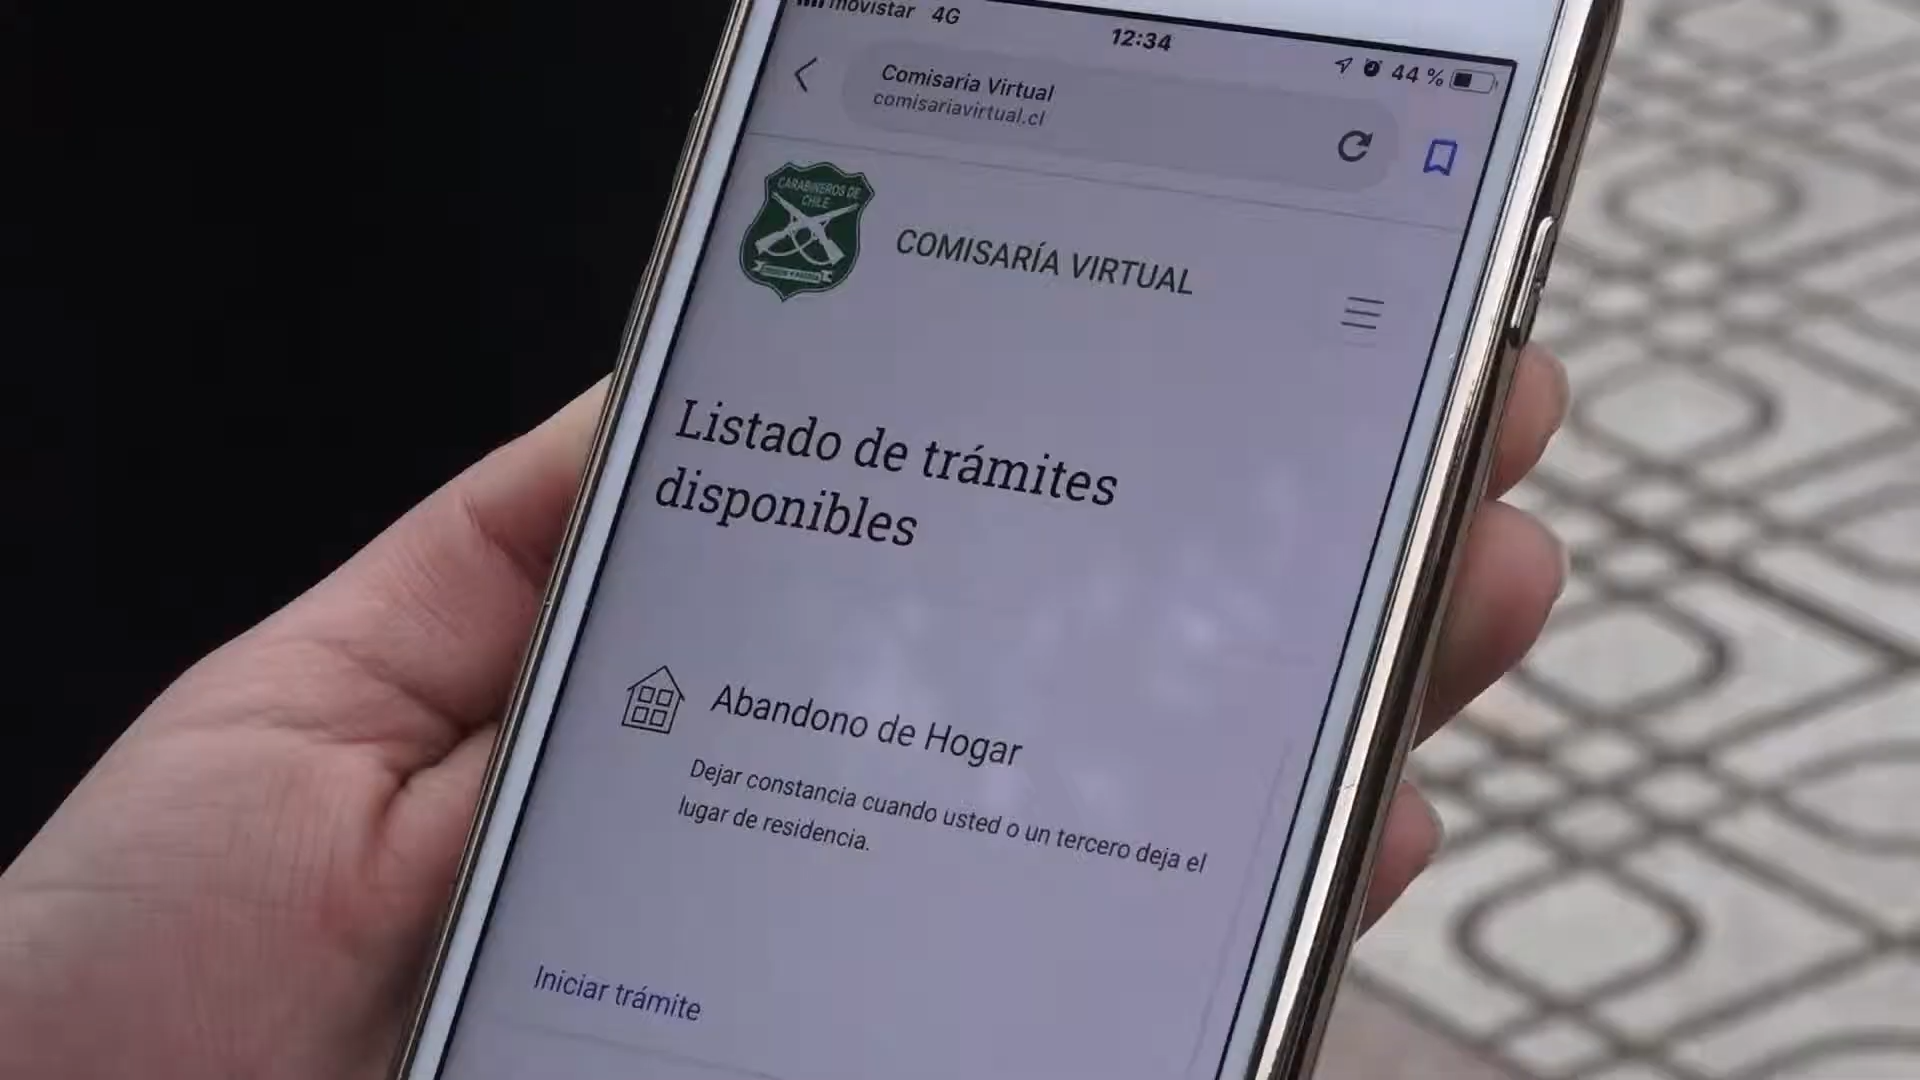 movistar 4G
12:34
44 %
Comisaria Virtual
comisariavirtual.cl
CARABINEROS DE
CHILE
COMISARÍA VIRTUAL
Listado de trámites
disponibles
Abandono de Hogar
Dejar constancia cuando usted o un tercero deja el
lugar de residencia.
Iniciar trámite